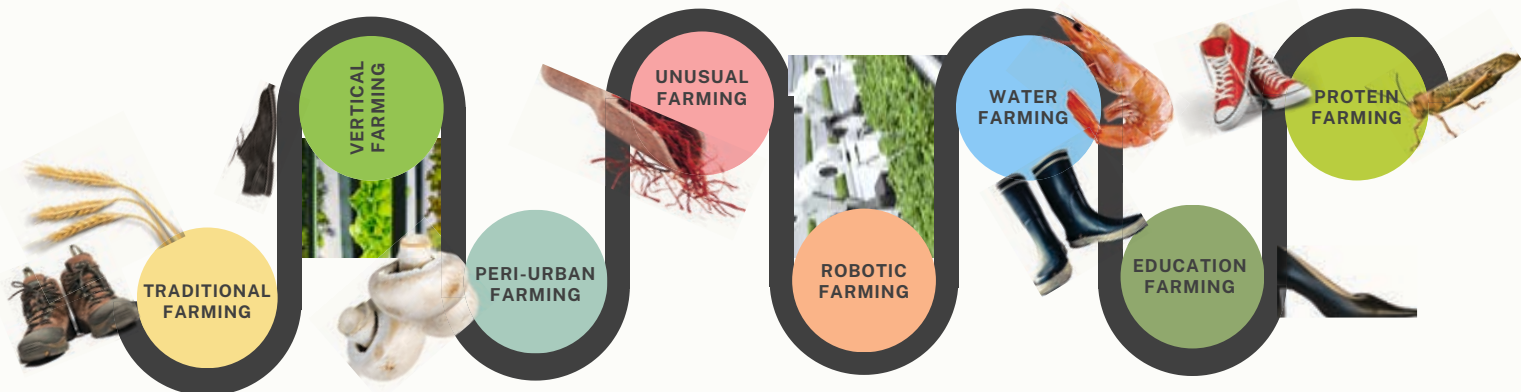 TRADITIONAL
FARMING
VERTICAL
FARMING
PERI-URBAN
FARMING
UNUSUAL
FARMING
ROBOTIC
FARMING
WATER
FARMING
EDUCATION
FARMING
PROTEIN
FARMING